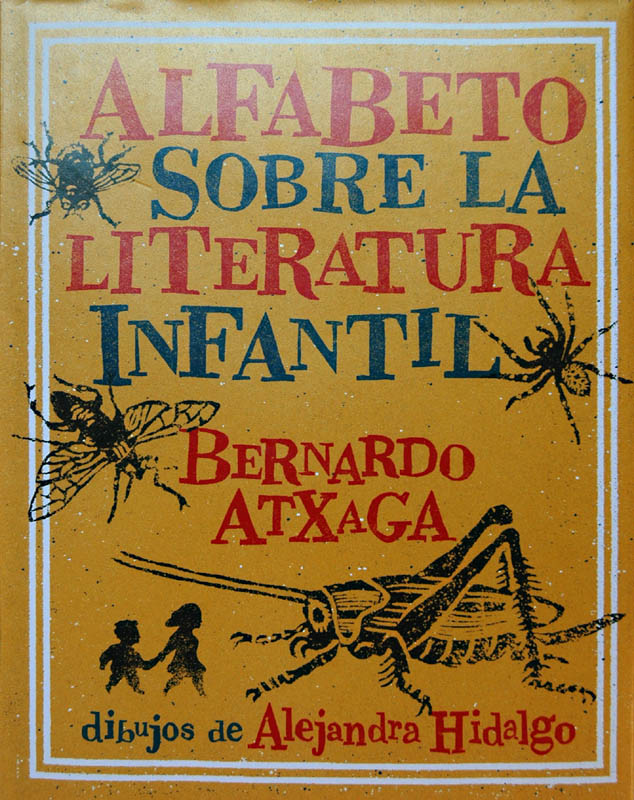 ALFABETO
SOBRE LA
LITERATURA
INFANTIL
BERNARDO
ATXAGA
dibujos de Alejandra Hidalgo